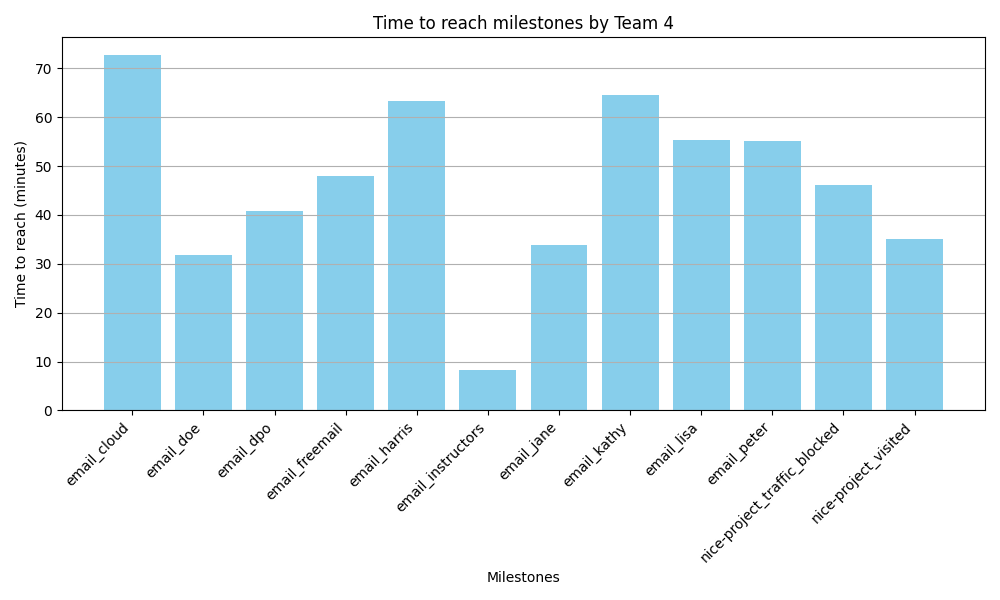 Time to reach milestones by Team 4
Time to reach (minutes)
70
60
50
40
30
20
10
0
email_cloud
email_doe
email_dpo
email_freemail
email_harris
email_instructors
email_jane
email_kathy
email_lisa
email_peter
nice-project_traffic_blocked
nice-project_visited
Milestones